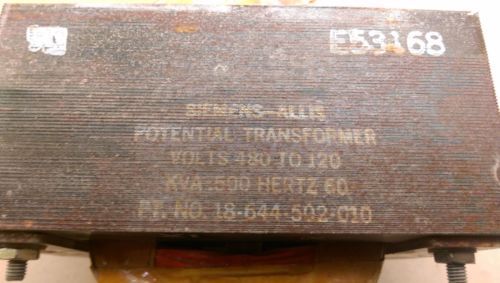 E53168
SIEMENS-ALLIS
POTENTIAL TRANSFORMER
VOLTS 480 TO 120
KVA .500 HERTZ 60
PT. NO. 18-644-502-010